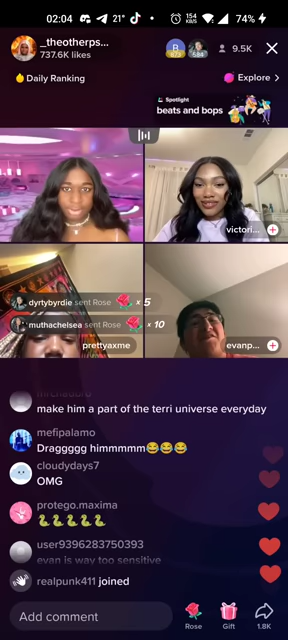 02:04
21°
154
KB/S
74%
_theotherps...
737.6K likes
9.5K
Daily Ranking
Explore >
Spotlight
beats and bops
victori...
dyrtybyrdie sent Rose x 5
muthachelsea sent Rose x 10
prettyaxme
evanp...
make him a part of the terri universe everyday
mefipalamo
Draggggg himmmmm😂😂😂
cloudydays7
OMG
protego.maxima
🐍🐍🐍🐍🐍
user9396283750393
evan is way too sensitive
realpunk411 joined
Add comment
Rose
Gift
1.8K